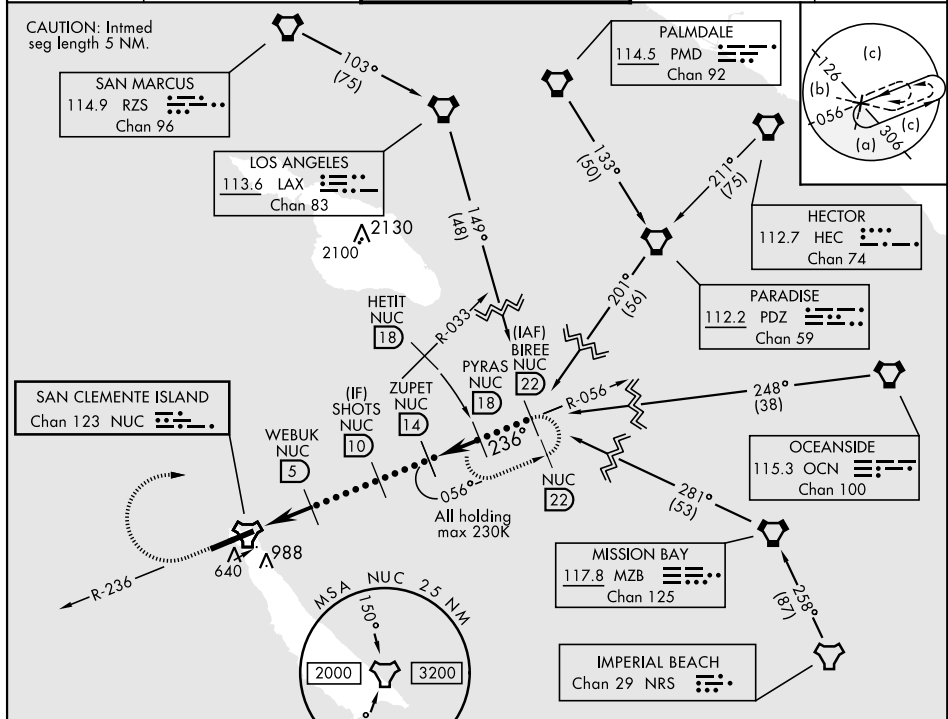 CAUTION: Intmed
seg length 5 NM.
SAN MARCUS
114.9 RZS
Chan 96
103°
(75)
LOS ANGELES
113.6 LAX
Chan 83
PALMDALE
114.5 PMD
Chan 92
126
(c)
(b)
056
(c)
(a)
306
133°
(50)
211°
(75)
149°
(48)
2130
2100
HECTOR
112.7 HEC
Chan 74
PARADISE
112.2 PDZ
Chan 59
201°
(56)
HETIT
NUC
18
R-033
(IAF)
BIREE
NUC
22
PYRAS
NUC
18
ZUPET
NUC
14
(IF)
SHOTS
NUC
10
WEBUK
NUC
5
SAN CLEMENTE ISLAND
Chan 123 NUC
R-056
248°
(38)
236°
056°
NUC
22
All holding
max 230K
OCEANSIDE
115.3 OCN
Chan 100
281°
(53)
MISSION BAY
117.8 MZB
Chan 125
258°
(87)
IMPERIAL BEACH
Chan 29 NRS
R-236
640
988
MSA NUC 25 NM
150°
2000
3200